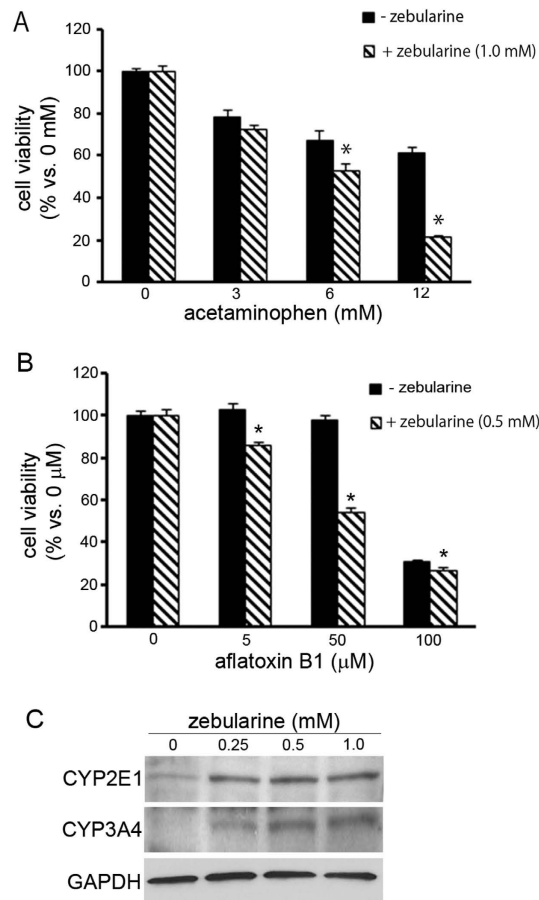 A
- zebularine
+ zebularine (1.0 mM)
cell viability
(% vs. 0 mM)
120
100
80
60
40
20
0
*
*
0 3 6 12
acetaminophen (mM)
B
- zebularine
+ zebularine (0.5 mM)
cell viability
(% vs. 0 µM)
120
100
80
60
40
20
0
*
*
*
0 5 50 100
aflatoxin B1 (µM)
C
zebularine (mM)
0 0.25 0.5 1.0
CYP2E1
CYP3A4
GAPDH